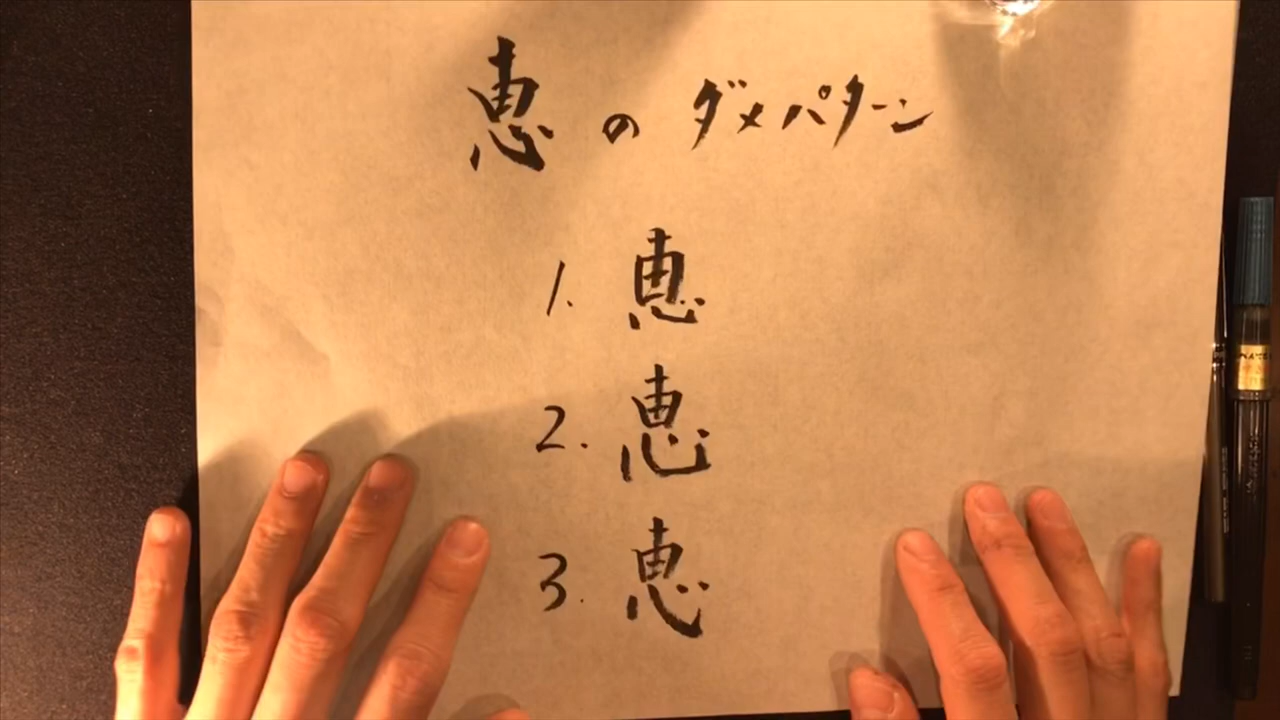 恵のダメパターン
1. 恵
2. 恵
3. 恵